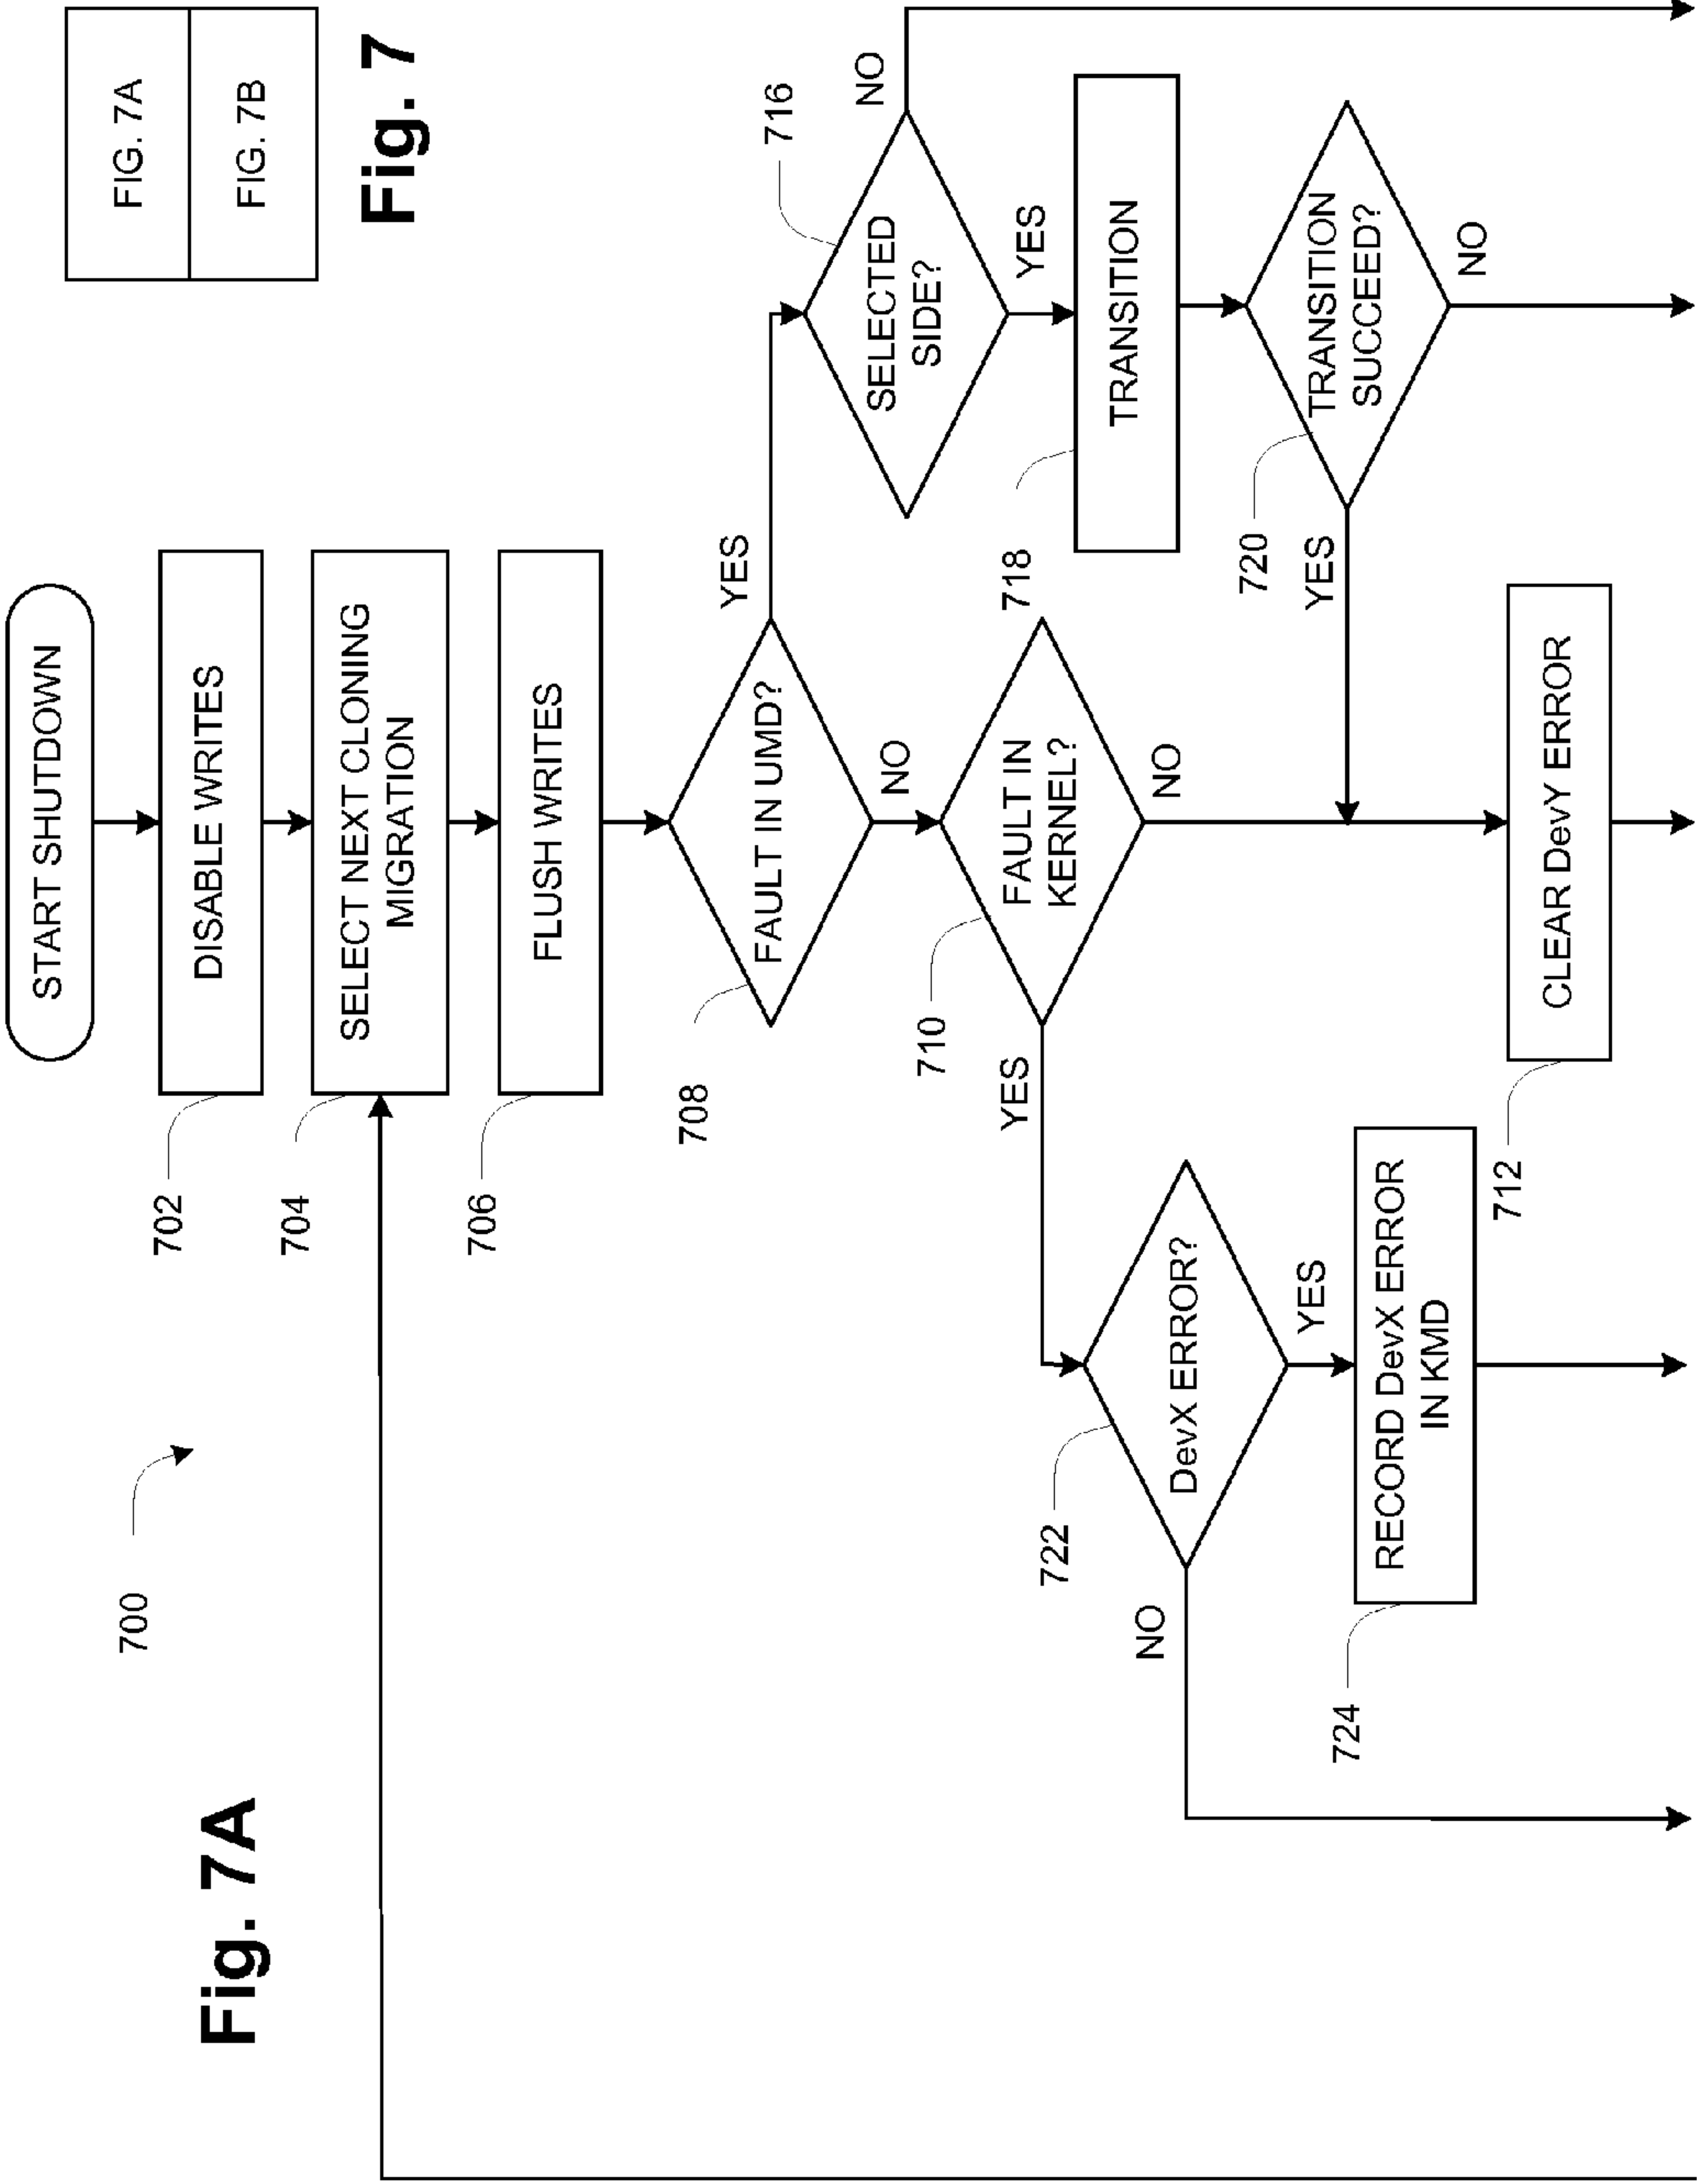 Fig. 7A
700
FIG. 7A
FIG. 7B
Fig. 7
START SHUTDOWN
702
DISABLE WRITES
704
SELECT NEXT CLONING
MIGRATION
706
FLUSH WRITES
708
FAULT IN UMD?
YES
NO
716
SELECTED
SIDE?
NO
YES
710
FAULT IN
KERNEL?
YES
NO
718
TRANSITION
720
TRANSITION
SUCCEED?
YES
NO
722
DevX ERROR?
NO
YES
724
RECORD DevX ERROR
IN KMD
712
CLEAR DevY ERROR